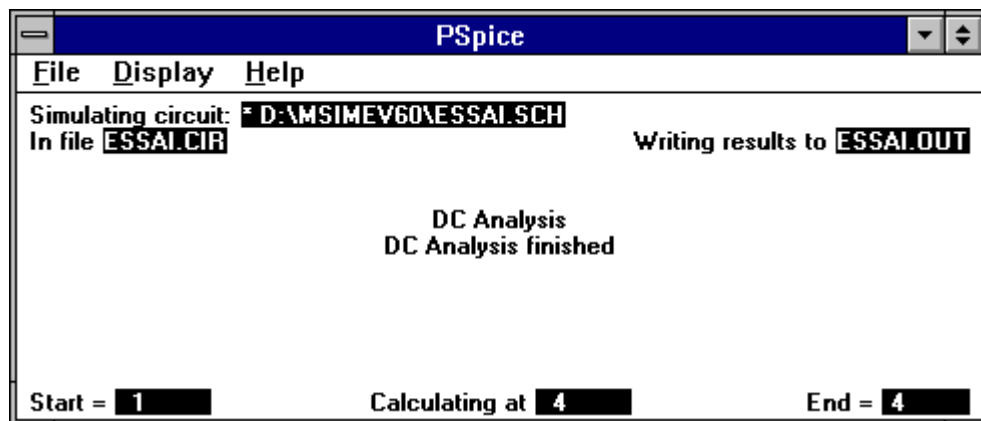 PSpice
File Display Help
Simulating circuit: * D:\MSIMEV60\ESSAI.SCH
In file ESSAI.CIR Writing results to ESSAI.OUT
DC Analysis
DC Analysis finished
Start = 1 Calculating at 4 End = 4